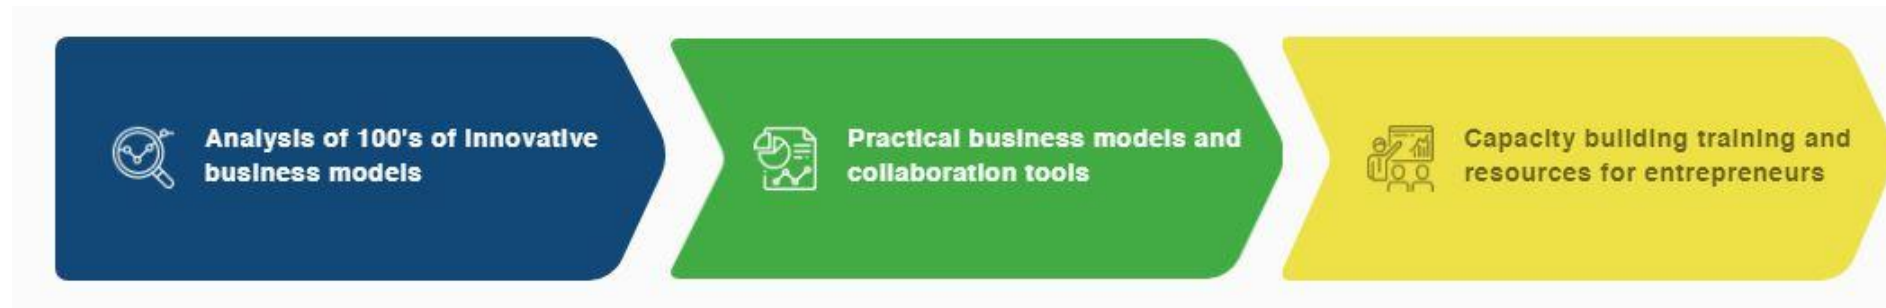 Analysis of 100's of innovative
business models
Practical business models and
collaboration tools
Capacity building training and
resources for entrepreneurs